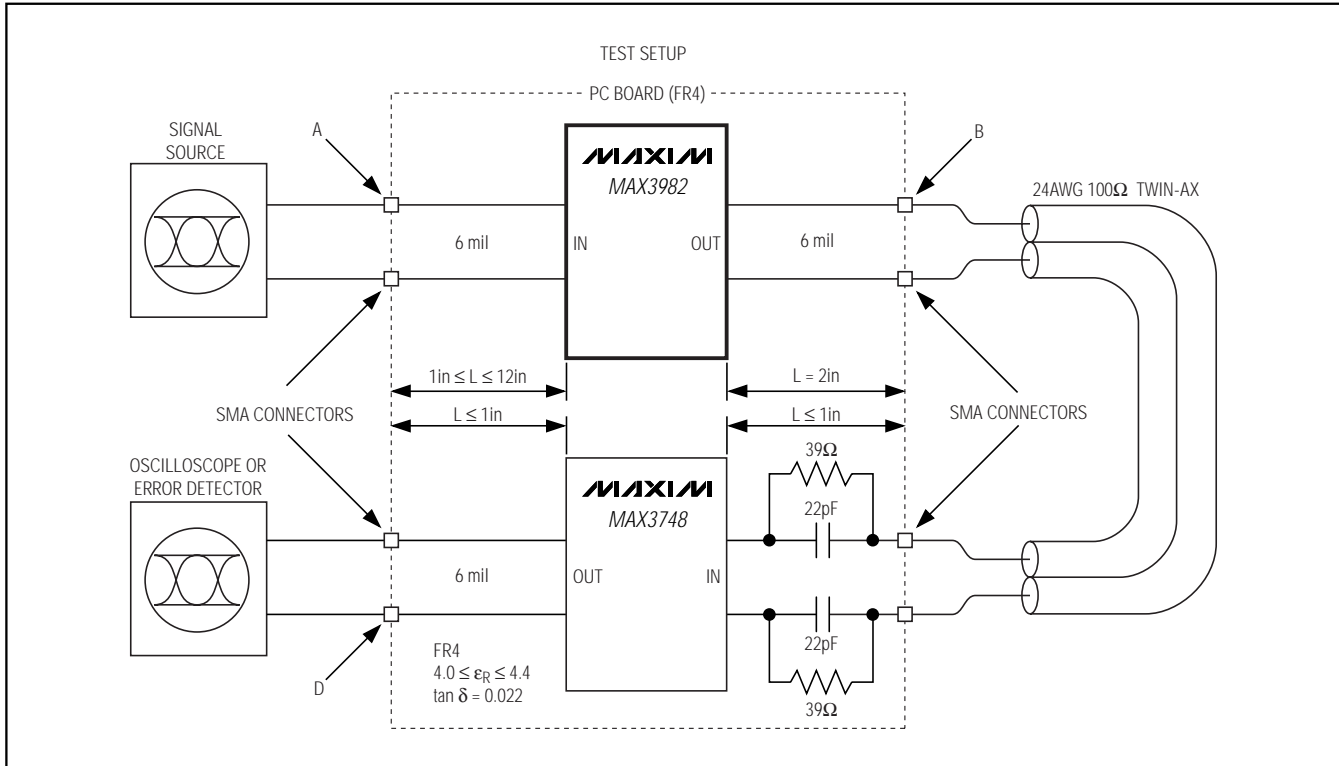 TEST SETUP
PC BOARD (FR4)
SIGNAL
SOURCE
A
B
MAXIM
MAX3982
24AWG 100Ω TWIN-AX
6 mil
IN
OUT
6 mil
1in ≤ L ≤ 12in
L = 2in
SMA CONNECTORS
L ≤ 1in
L ≤ 1in
SMA CONNECTORS
OSCILLOSCOPE OR
ERROR DETECTOR
MAXIM
MAX3748
39Ω
22pF
6 mil
OUT
IN
22pF
39Ω
FR4
4.0 ≤ εR ≤ 4.4
tan δ = 0.022
D